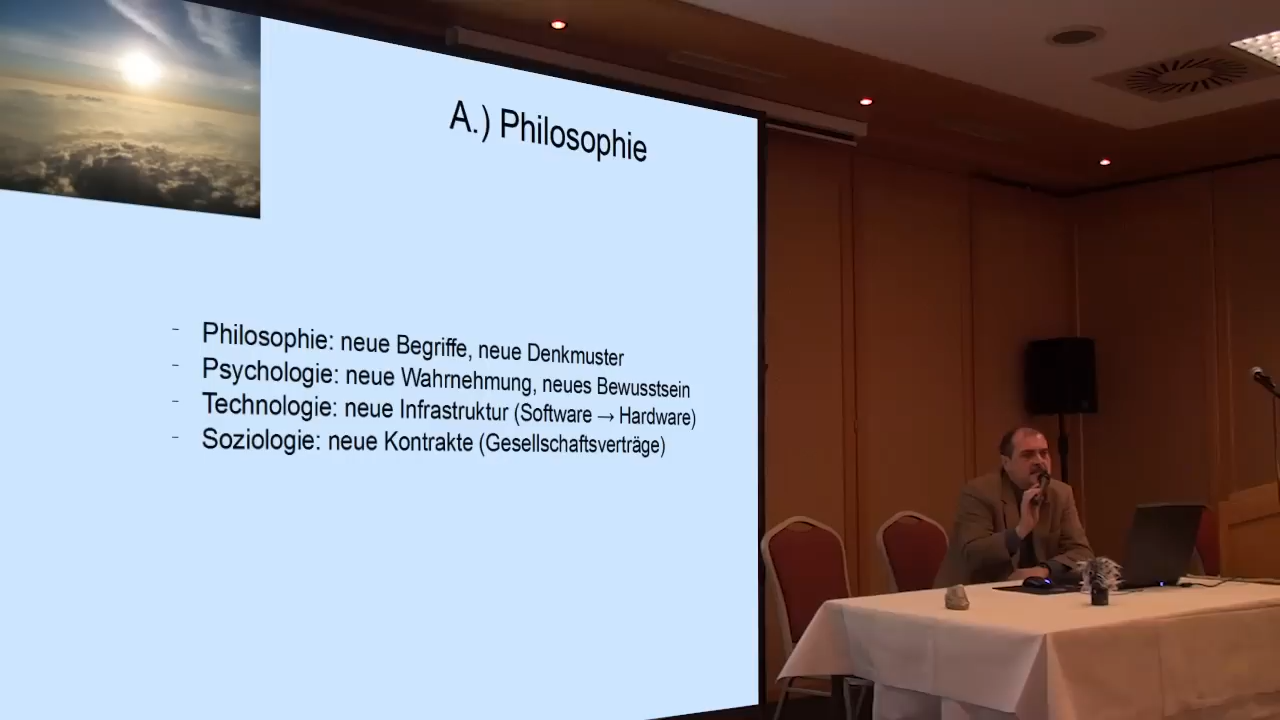 A.) Philosophie
- Philosophie: neue Begriffe, neue Denkmuster
- Psychologie: neue Wahrnehmung, neues Bewusstsein
- Technologie: neue Infrastruktur (Software → Hardware)
- Soziologie: neue Kontrakte (Gesellschaftsverträge)